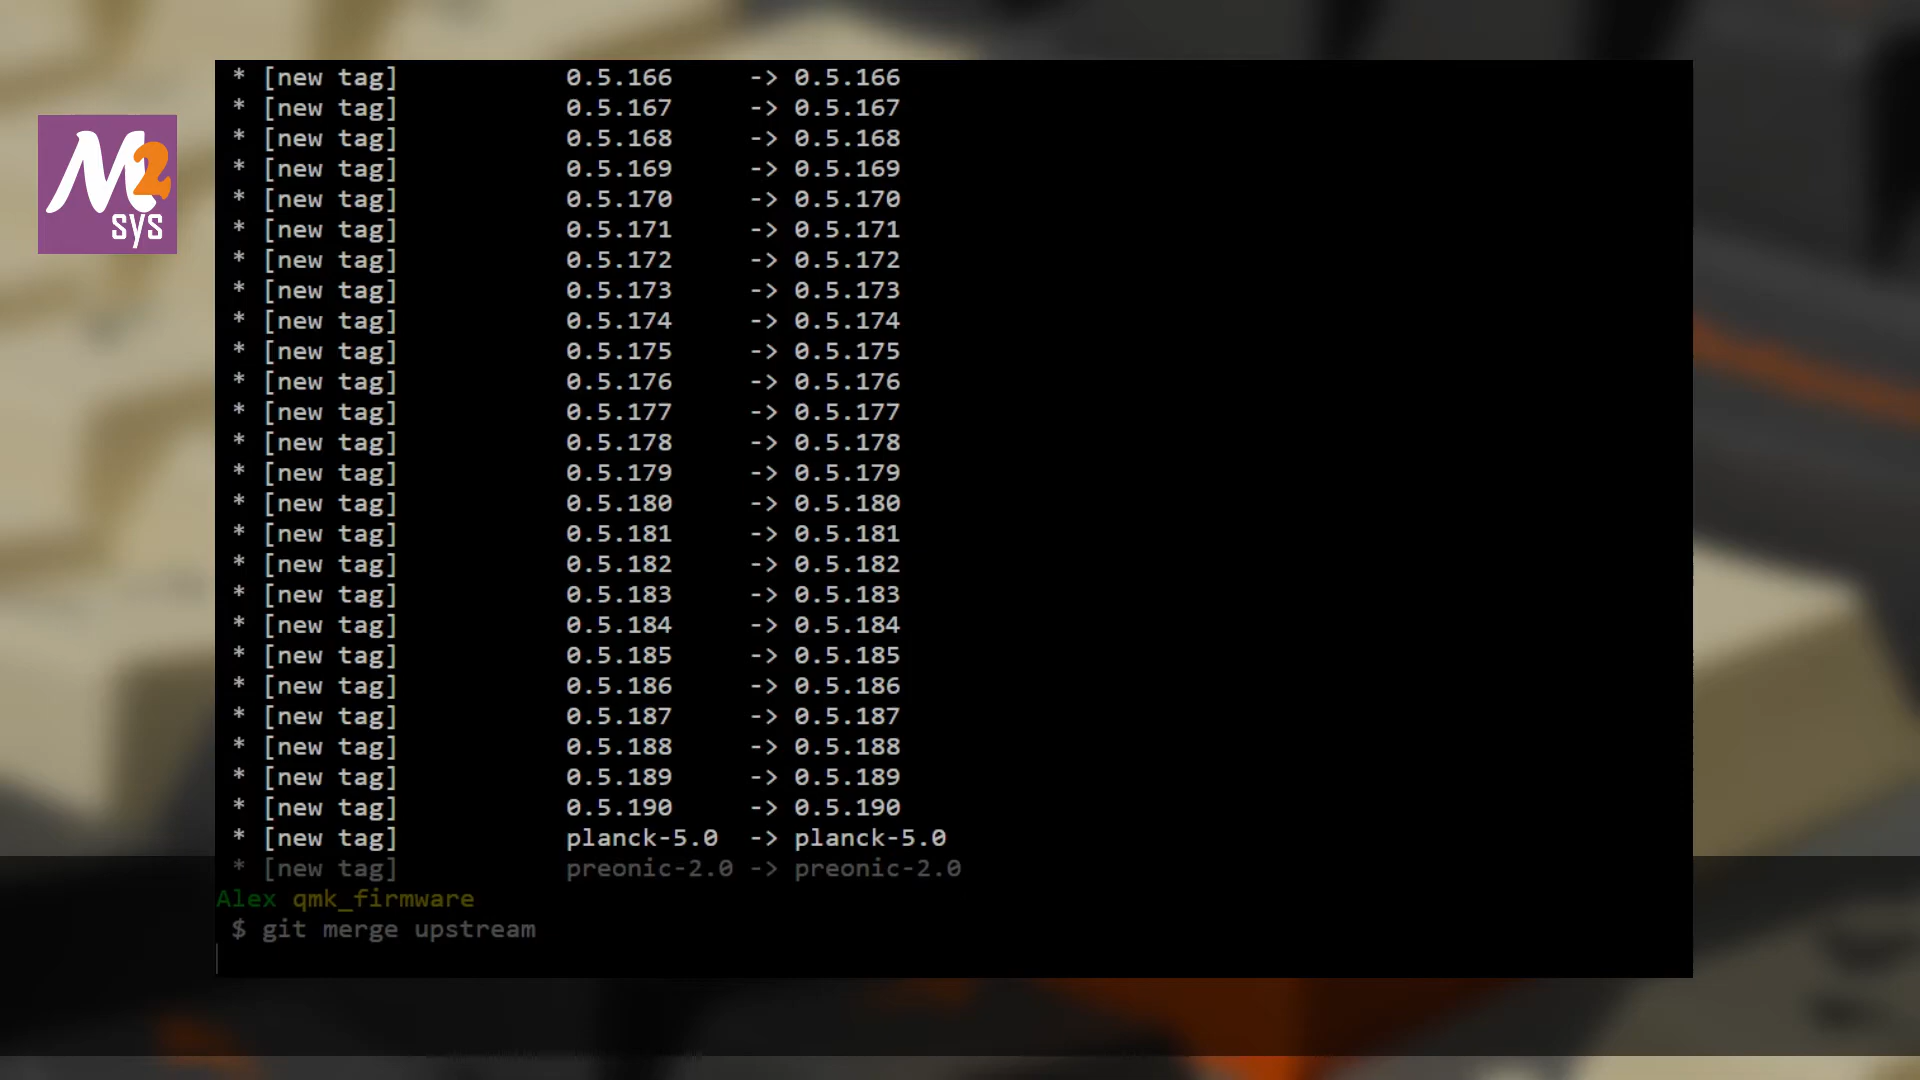 M2
sys
* [new tag] 0.5.166 -> 0.5.166
* [new tag] 0.5.167 -> 0.5.167
* [new tag] 0.5.168 -> 0.5.168
* [new tag] 0.5.169 -> 0.5.169
* [new tag] 0.5.170 -> 0.5.170
* [new tag] 0.5.171 -> 0.5.171
* [new tag] 0.5.172 -> 0.5.172
* [new tag] 0.5.173 -> 0.5.173
* [new tag] 0.5.174 -> 0.5.174
* [new tag] 0.5.175 -> 0.5.175
* [new tag] 0.5.176 -> 0.5.176
* [new tag] 0.5.177 -> 0.5.177
* [new tag] 0.5.178 -> 0.5.178
* [new tag] 0.5.179 -> 0.5.179
* [new tag] 0.5.180 -> 0.5.180
* [new tag] 0.5.181 -> 0.5.181
* [new tag] 0.5.182 -> 0.5.182
* [new tag] 0.5.183 -> 0.5.183
* [new tag] 0.5.184 -> 0.5.184
* [new tag] 0.5.185 -> 0.5.185
* [new tag] 0.5.186 -> 0.5.186
* [new tag] 0.5.187 -> 0.5.187
* [new tag] 0.5.188 -> 0.5.188
* [new tag] 0.5.189 -> 0.5.189
* [new tag] 0.5.190 -> 0.5.190
* [new tag] planck-5.0 -> planck-5.0
* [new tag] preonic-2.0 -> preonic-2.0
Alex qmk_firmware
$ git merge upstream